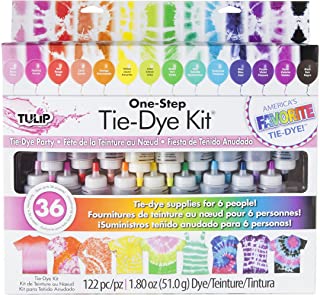 One-Step
Tie-Dye Kit®
TULIP
AMERICA'S
FAVORITE
TIE-DYE!
Tie-Dye Party • Fête de la Teinture au Nœud • Fiesta de Tenido Anudado
36
Tie-dye supplies for 6 people!
Fournitures de teinture au nœud pour 6 personnes!
¡Suministros teñido anudado para 6 personas!
Tie-Dye Kit
Kit de Teinture au Nœud
Kit para Tenido Anudado
122 pc/pz | 1.80 oz (51.0 g) Dye/Teinture/Tintura